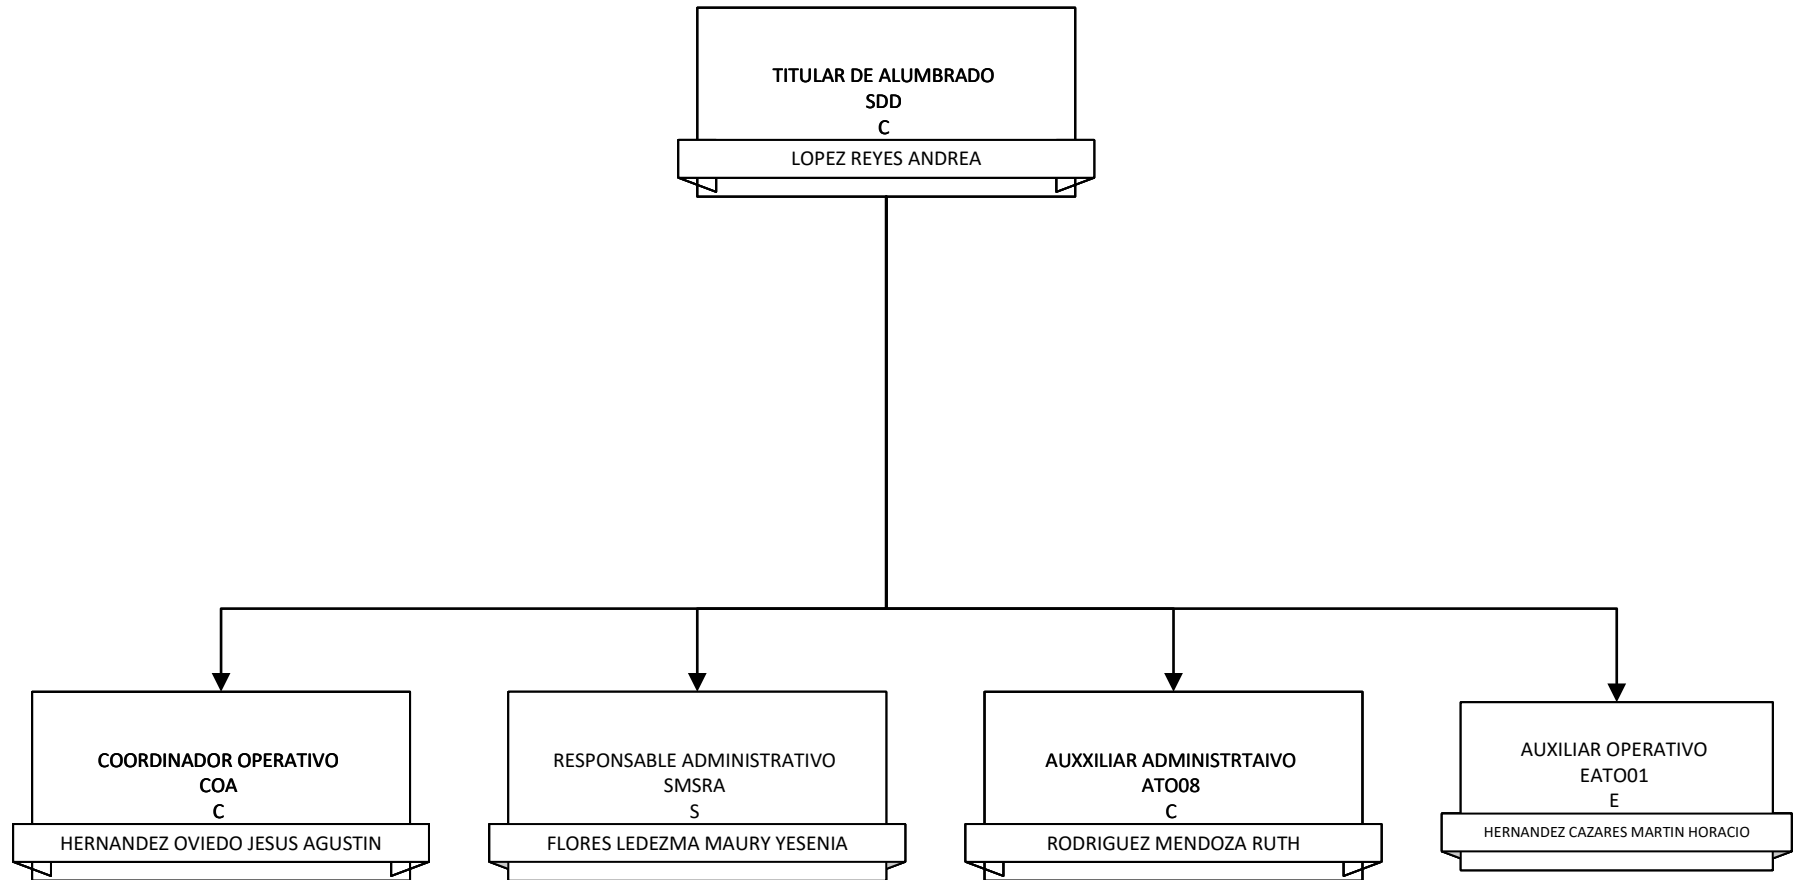 TITULAR DE ALUMBRADO
SDD
C
LOPEZ REYES ANDREA
COORDINADOR OPERATIVO
COA
C
HERNANDEZ OVIEDO JESUS AGUSTIN
RESPONSABLE ADMINISTRATIVO
SMSRA
S
FLORES LEDEZMA MAURY YESENIA
AUXXILIAR ADMINISTRTAIVO
ATO08
C
RODRIGUEZ MENDOZA RUTH
AUXILIAR OPERATIVO
EATO01
E
HERNANDEZ CAZARES MARTIN HORACIO